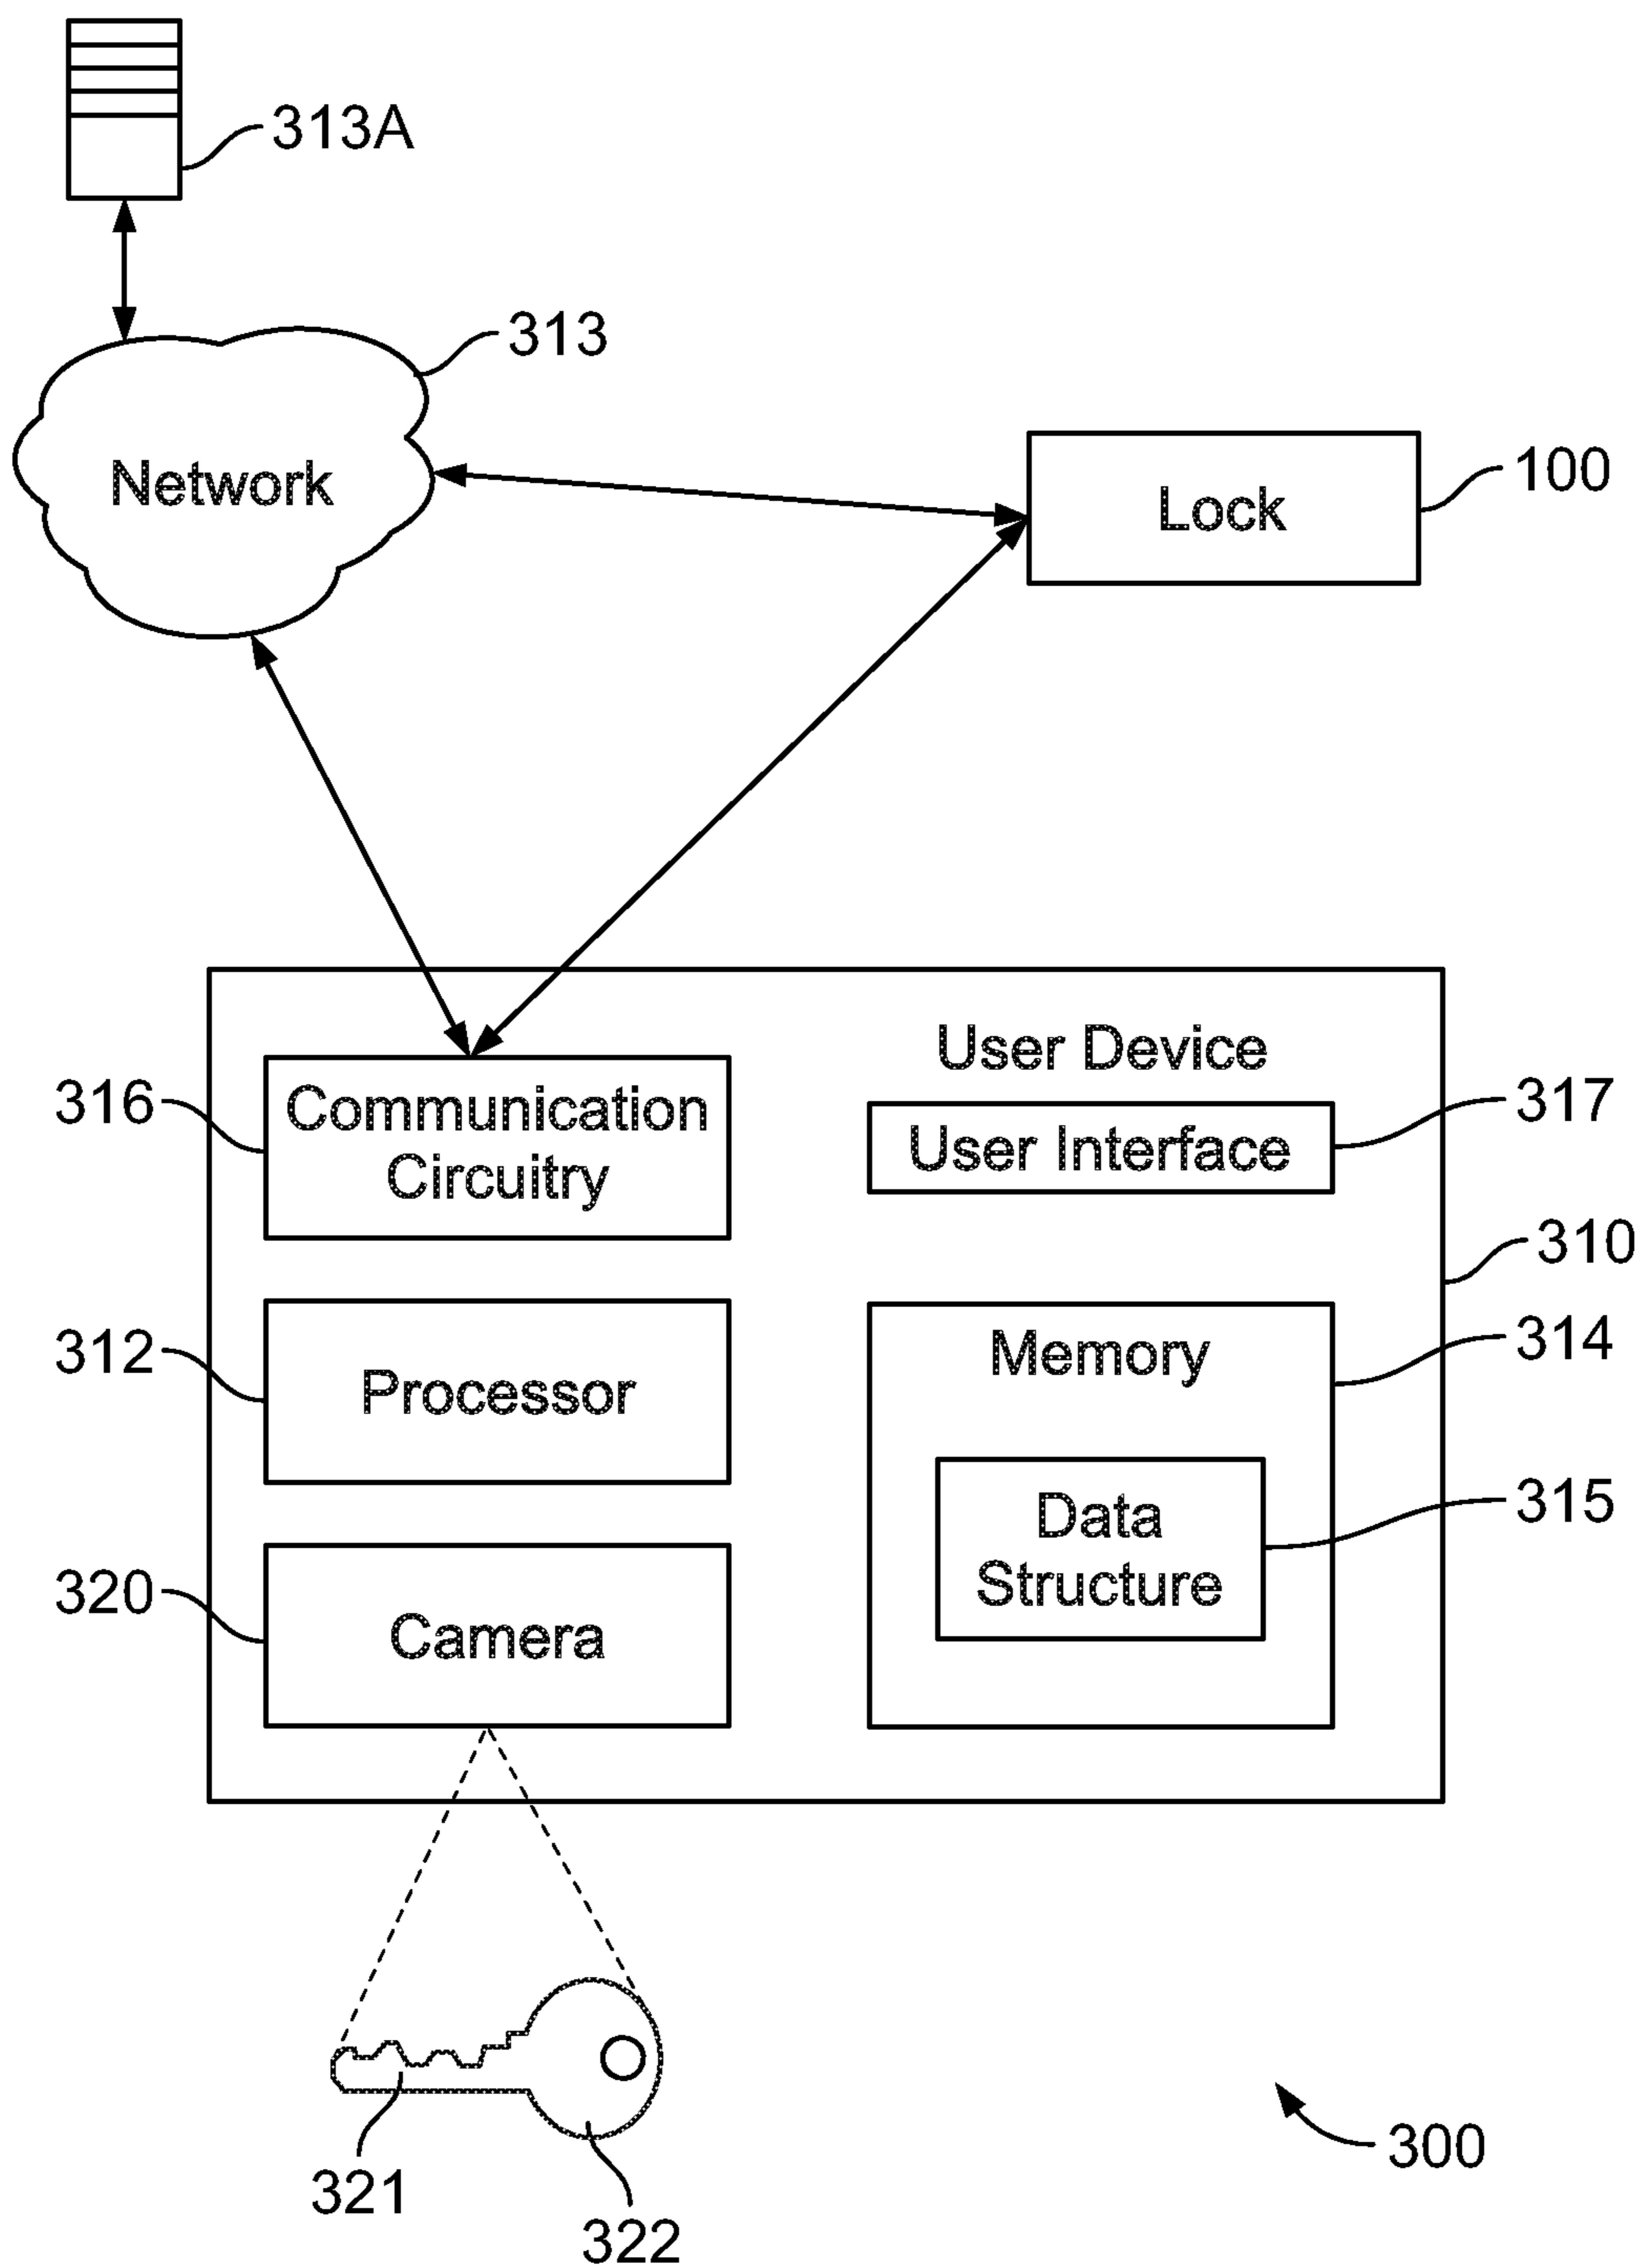 313A
313
Network
100
Lock
User Device
316
Communication
Circuitry
317
User Interface
310
312
Processor
314
Memory
315
Data
Structure
320
Camera
321
322
300